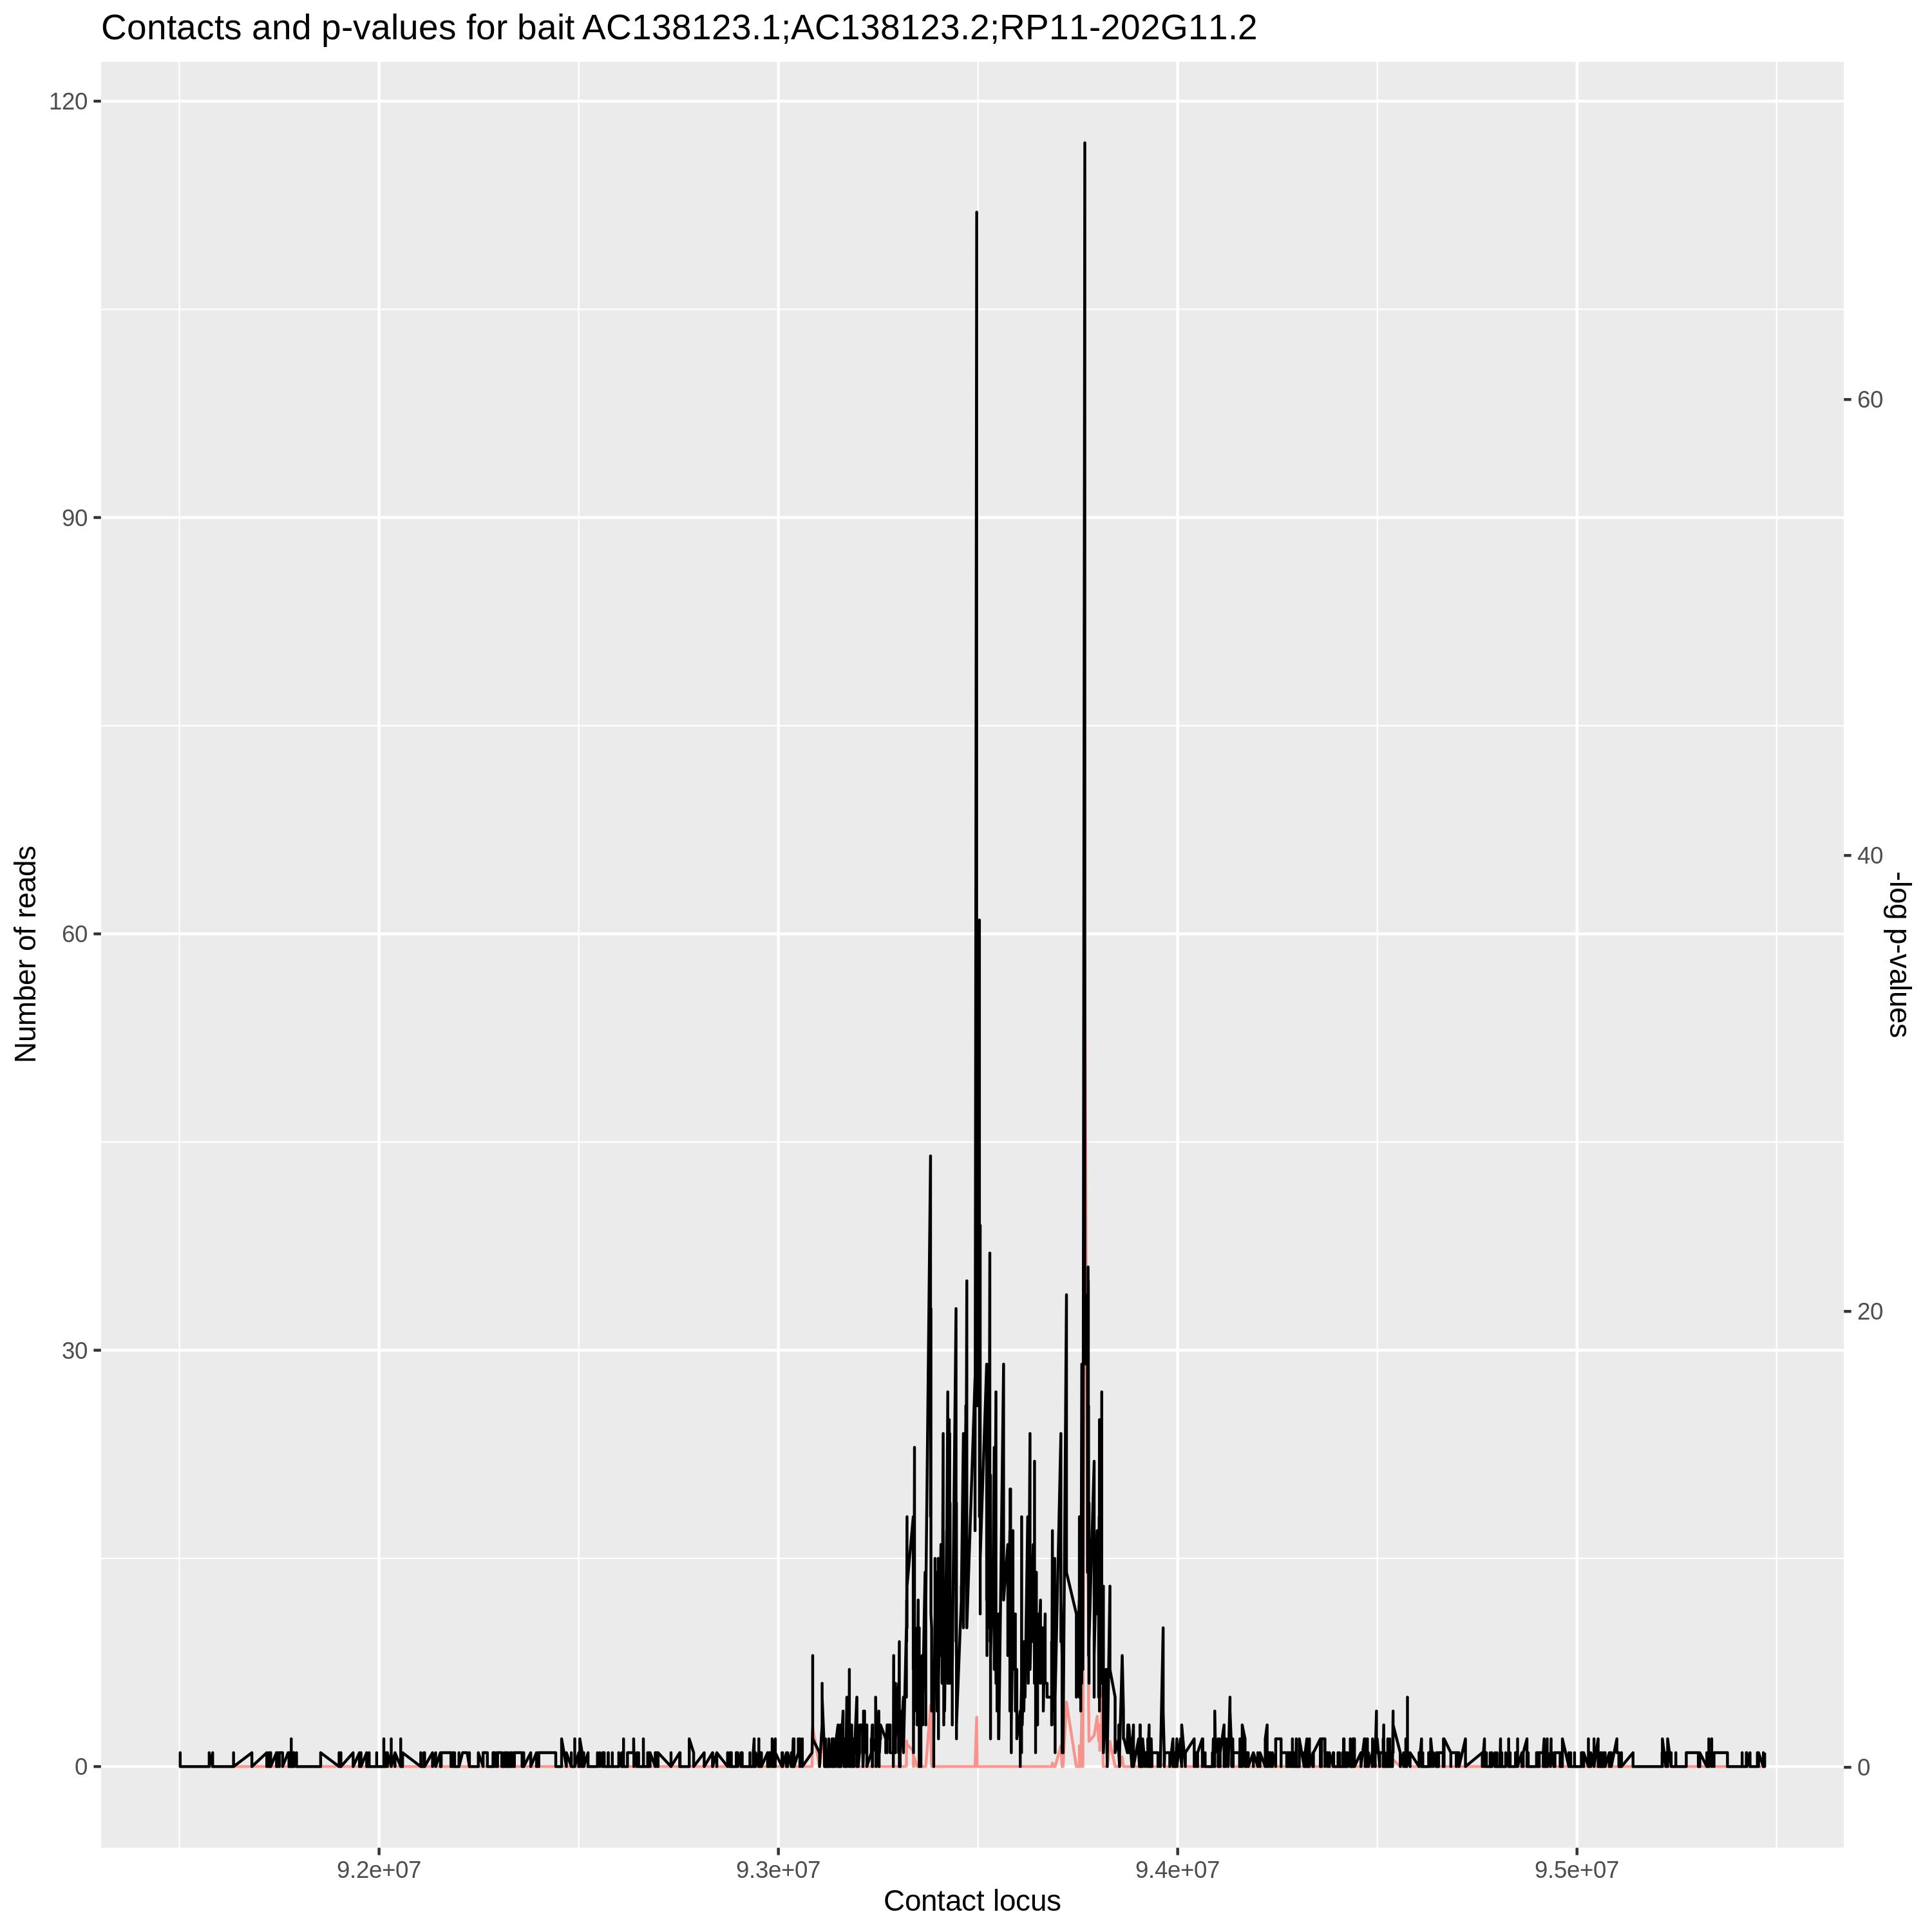 Contacts and p-values for bait AC138123.1;AC138123.2;RP11-202G11.2
120
90
60
30
0
Number of reads
60
40
20
0
-log p-values
9.2e+07
9.3e+07
9.4e+07
9.5e+07
Contact locus